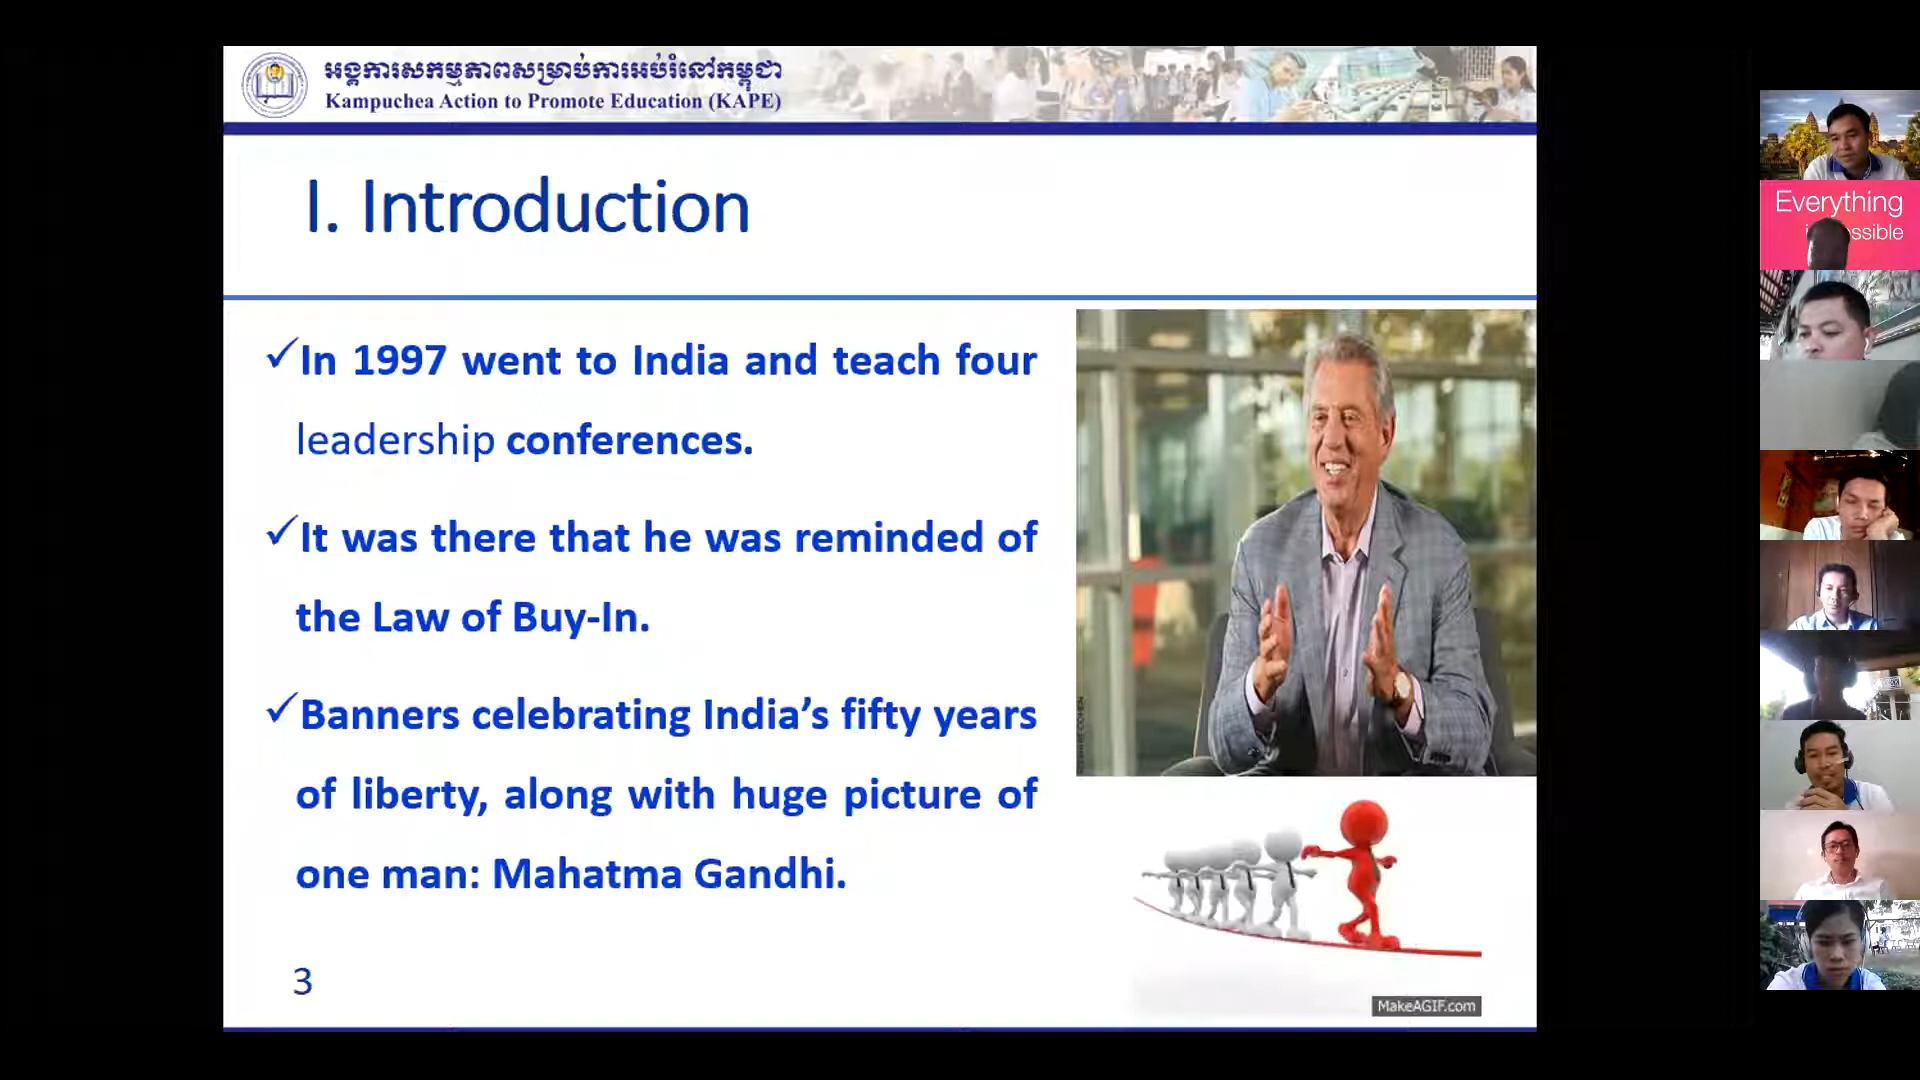 អង្គការសកម្មភាពសម្រាប់ការអប់រំនៅកម្ពុជា
Kampuchea Action to Promote Education (KAPE)
I. Introduction
✓In 1997 went to India and teach four
leadership conferences.
✓It was there that he was reminded of
the Law of Buy-In.
✓Banners celebrating India’s fifty years
of liberty, along with huge picture of
one man: Mahatma Gandhi.
3
MakeAGIF.com
Everything